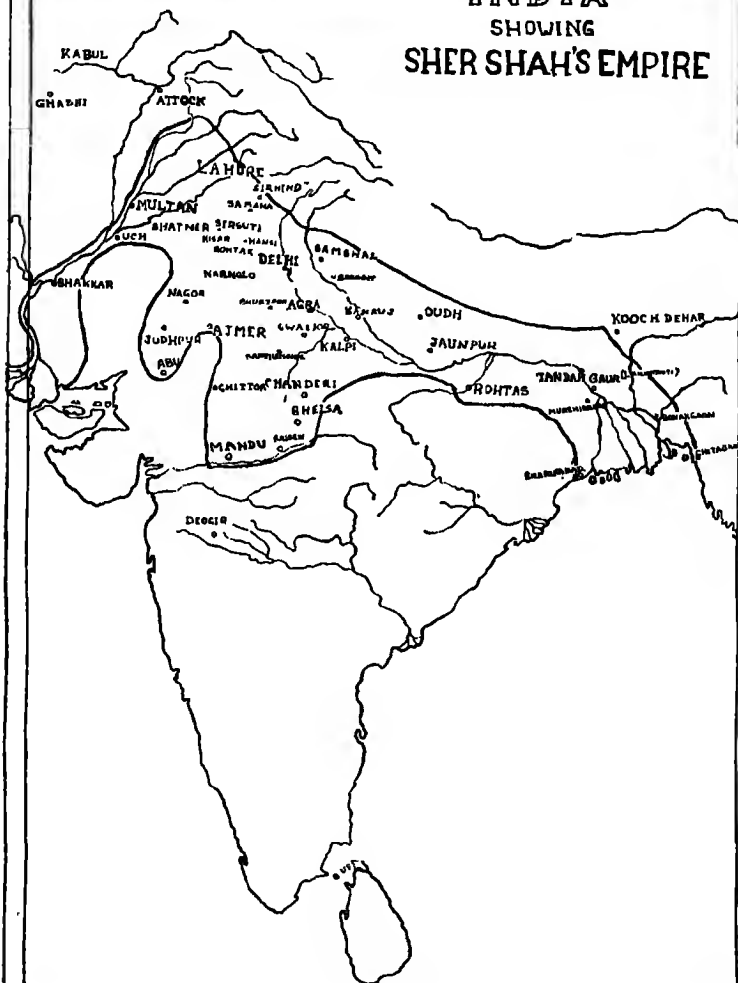 INDIA
SHOWING
SHER SHAH'S EMPIRE
KABUL
GHAZNI
ATTOCK
LAHORE
SIRHIND
SAMANA
MULTAN
BHATNER SIRSUTI
UCH
HISAR HANSI
ROHTAK
DELHI
SAMBHAL
BHAKKAR
NARNOLO
NAGOR
AGRA
KANAUJ
OUDH
KOOCH BEHAR
JUDHPUR
AJMER
GWALIOR
KALPI
JAUNPUR
ABU
CHITTOR
CHANDERI
ROHTAS
TANDAH GAUR
BHELSA
MANDU
RAISEN
DEOGIR